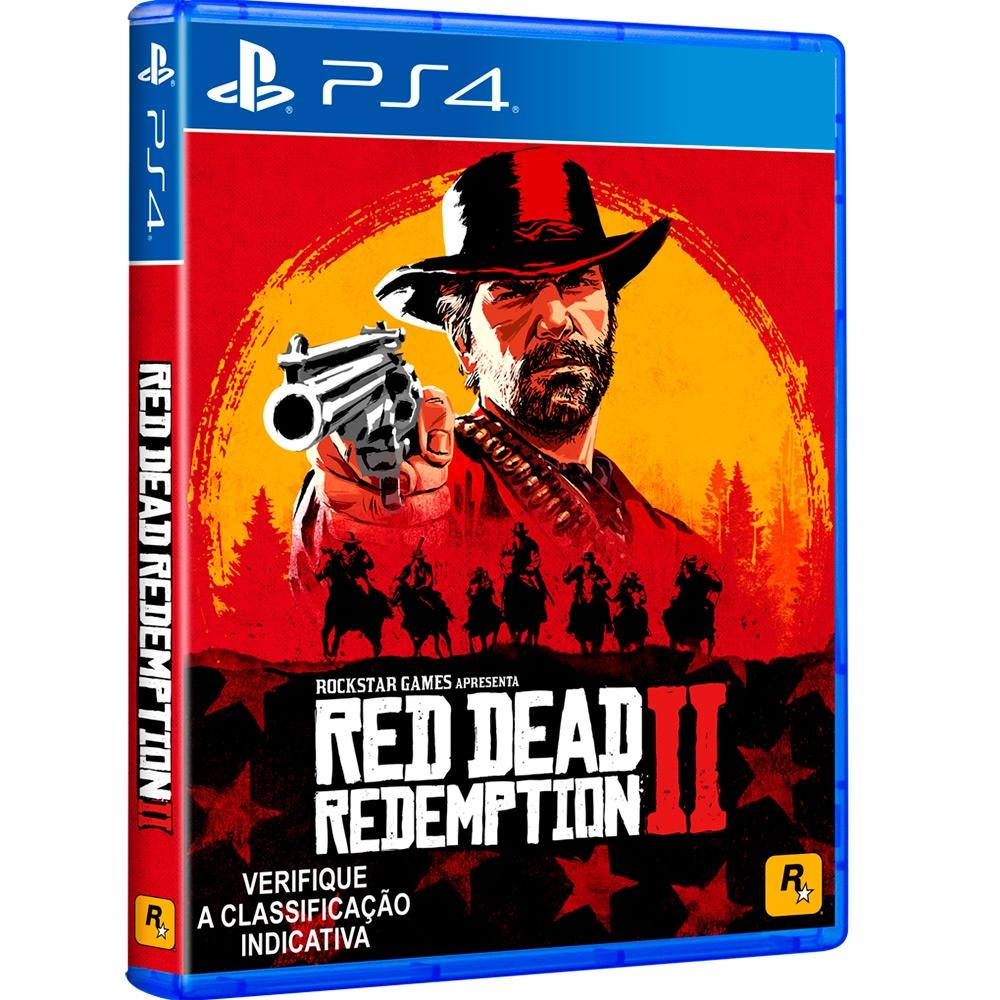 PS4
PS4
RED DEAD REDEMPTION II
R
ROCKSTAR GAMES APRESENTA
RED DEAD
REDEMPTION II
VERIFIQUE
A CLASSIFICAÇÃO
INDICATIVA
R